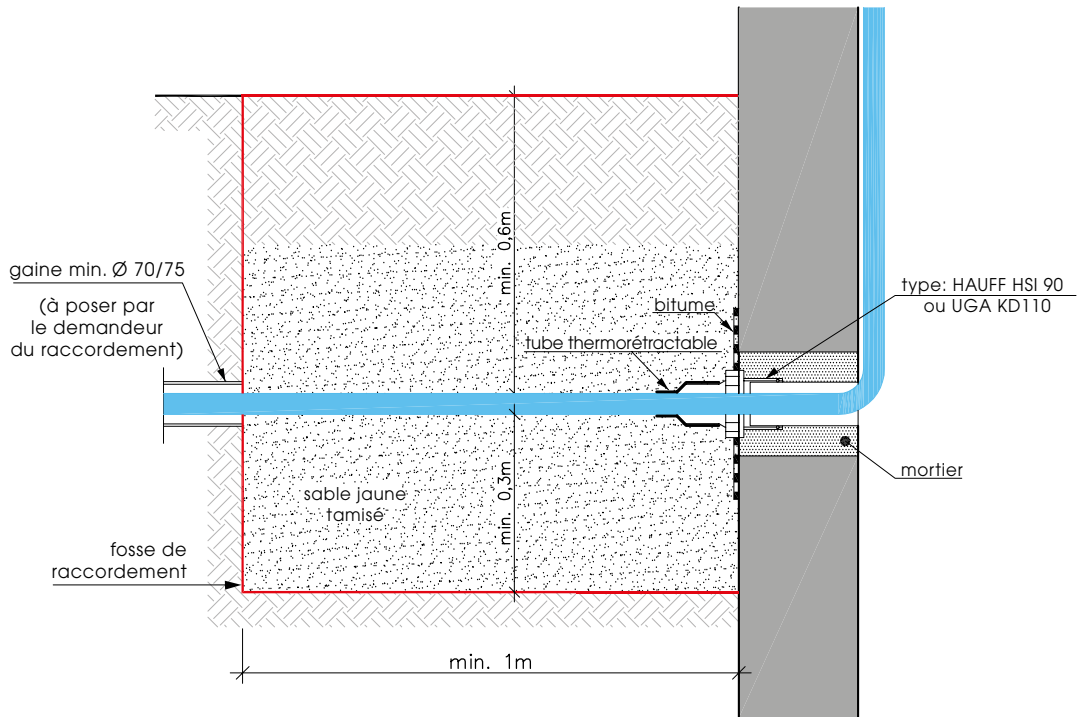 min. 0,6m
gaine min. Ø 70/75
(à poser par
le demandeur
du raccordement)
type: HAUFF HSI 90
ou UGA KD110
bitume
tube thermorétractable
mortier
sable jaune
tamisé
min. 0,3m
fosse de
raccordement
min. 1m